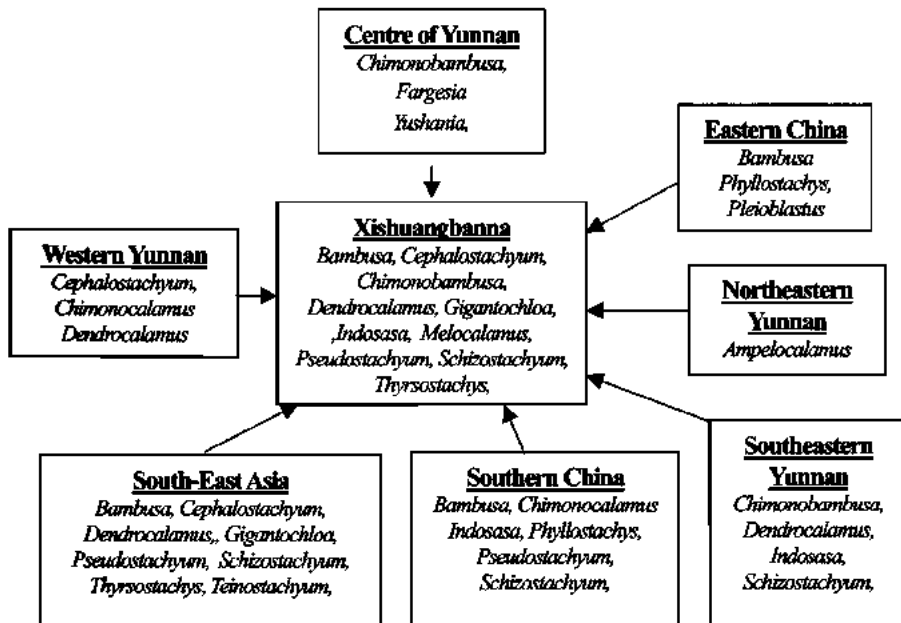 Centre of Yunnan
Chimonobambusa,
Fargesia
Yushania,
Eastern China
Bambusa
Phyllostachys,
Pleioblastus
Xishuangbanna
Bambusa, Cephalostachyum,
Chimonobambusa,
Dendrocalamus, Gigantochloa,
,Indosasa, Melocalamus,
Pseudostachyum, Schizostachyum,
Thyrsostachys,
Western Yunnan
Cephalostachyum,
Chimonocalamus
Dendrocalamus
Northeastern
Yunnan
Ampelocalamus
South-East Asia
Bambusa, Cephalostachyum,
Dendrocalamus,, Gigantochloa,
Pseudostachyum, Schizostachyum,
Thyrsostachys, Teinostachyum,
Southern China
Bambusa, Chimonocalamus
Indosasa, Phyllostachys,
Pseudostachyum,
Schizostachyum,
Southeastern
Yunnan
Chimonobambusa,
Dendrocalamus,
Indosasa,
Schizostachyum,